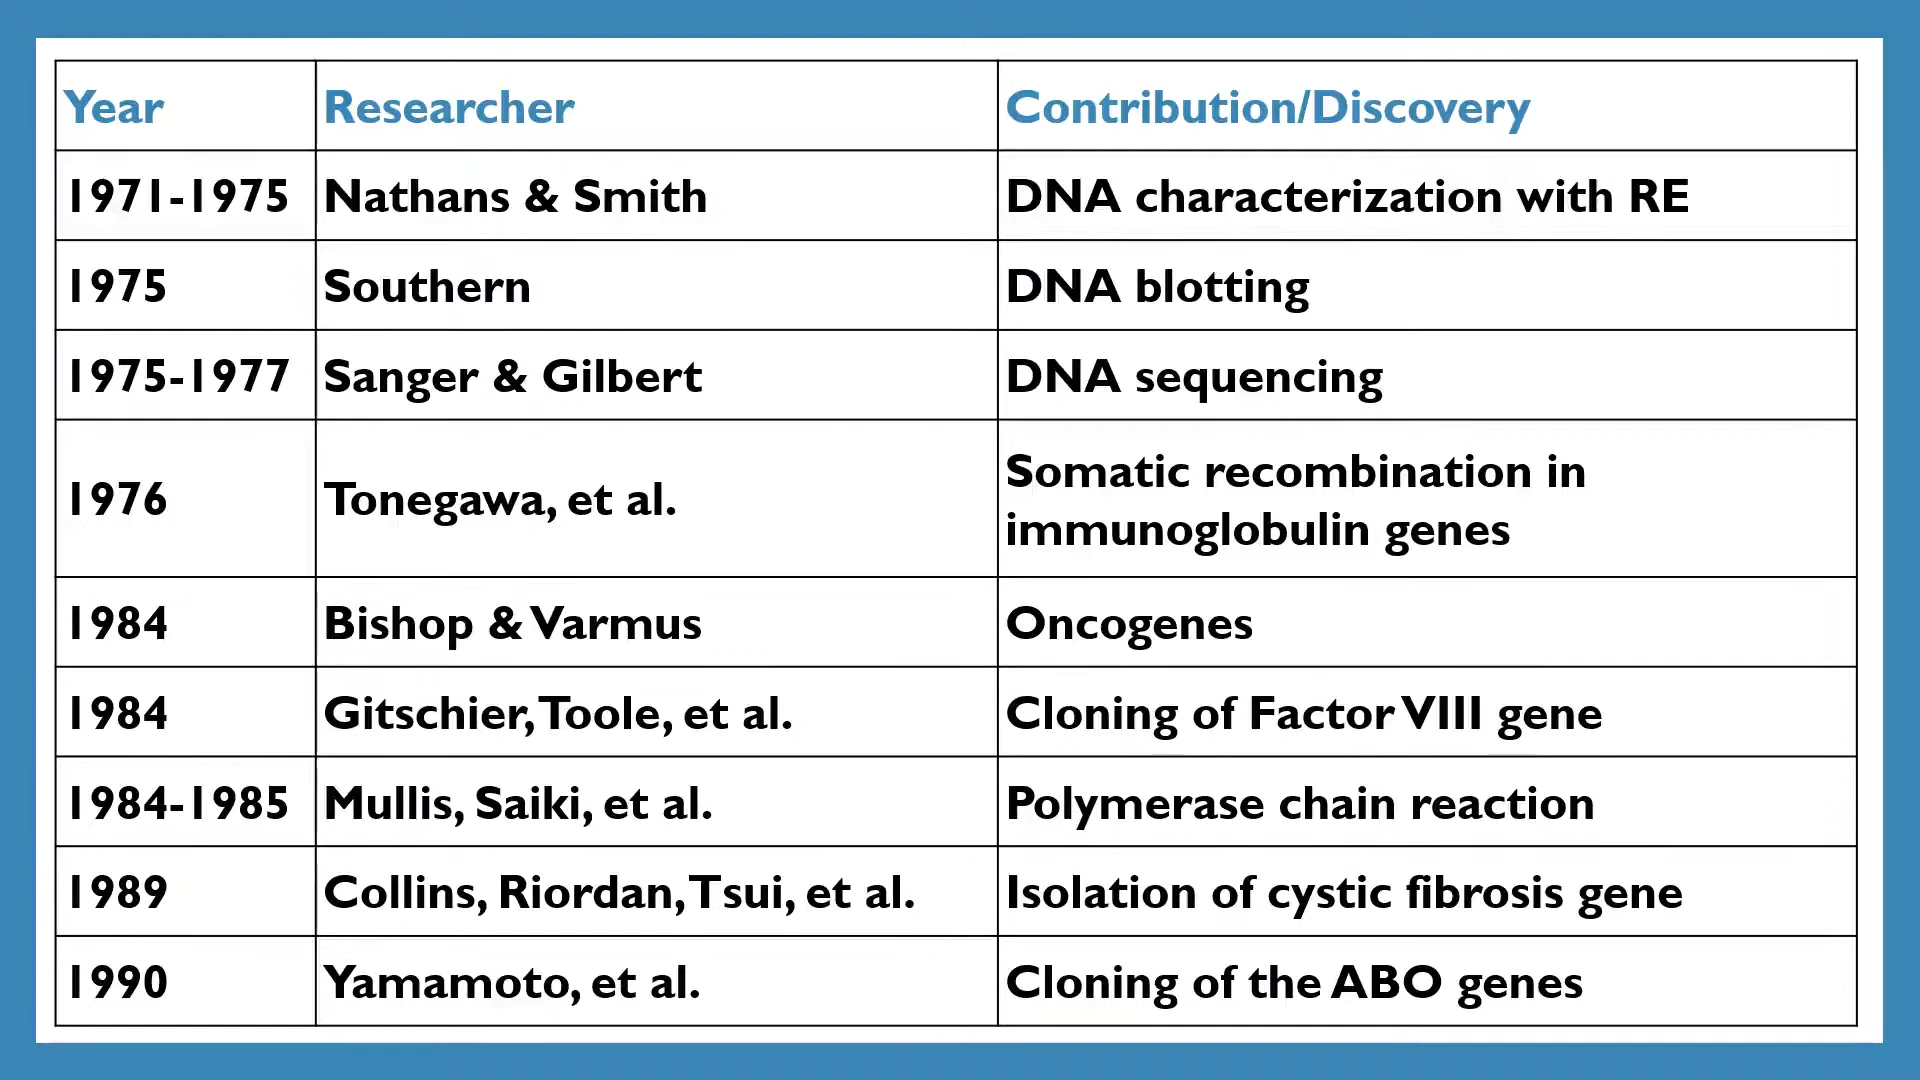 Year Researcher Contribution/Discovery
1971-1975 Nathans & Smith DNA characterization with RE
1975 Southern DNA blotting
1975-1977 Sanger & Gilbert DNA sequencing
1976 Tonegawa, et al. Somatic recombination in
immunoglobulin genes
1984 Bishop & Varmus Oncogenes
1984 Gitschier, Toole, et al. Cloning of Factor VIII gene
1984-1985 Mullis, Saiki, et al. Polymerase chain reaction
1989 Collins, Riordan, Tsui, et al. Isolation of cystic fibrosis gene
1990 Yamamoto, et al. Cloning of the ABO genes